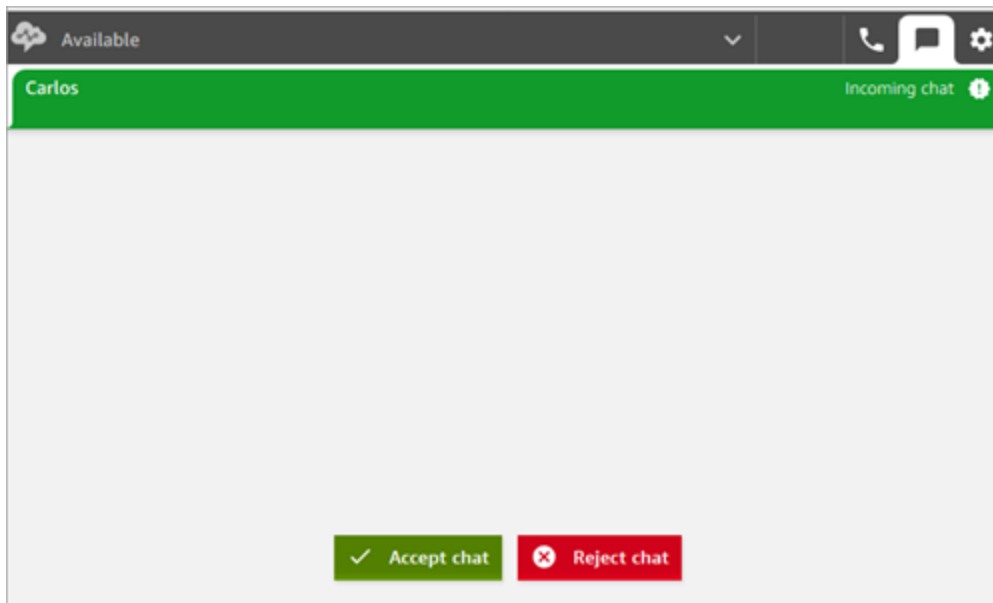 Available
Carlos
Incoming chat
Accept chat
Reject chat